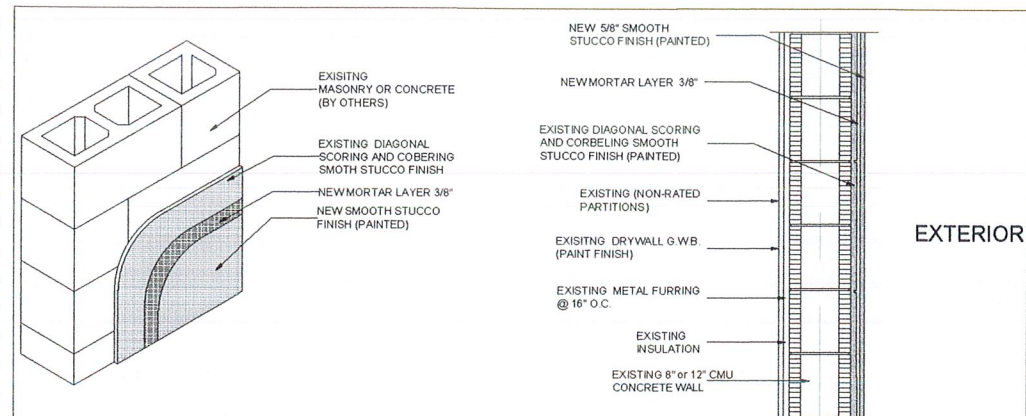 EXISITNG
MASONRY OR CONCRETE
(BY OTHERS)
EXISTING DIAGONAL
SCORING AND COBERING
SMOTH STUCCO FINISH
NEW MORTAR LAYER 3/8"
NEW SMOOTH STUCCO
FINISH (PAINTED)
NEW 5/8" SMOOTH
STUCCO FINISH (PAINTED)
NEW MORTAR LAYER 3/8"
EXISTING DIAGONAL SCORING
AND CORBELING SMOOTH
STUCCO FINISH (PAINTED)
EXISTING (NON-RATED
PARTITIONS)
EXISITNG DRYWALL G.W.B.
(PAINT FINISH)
EXISTING METAL FURRING
@ 16" O.C.
EXISTING
INSULATION
EXISTING 8" or 12" CMU
CONCRETE WALL
EXTERIOR